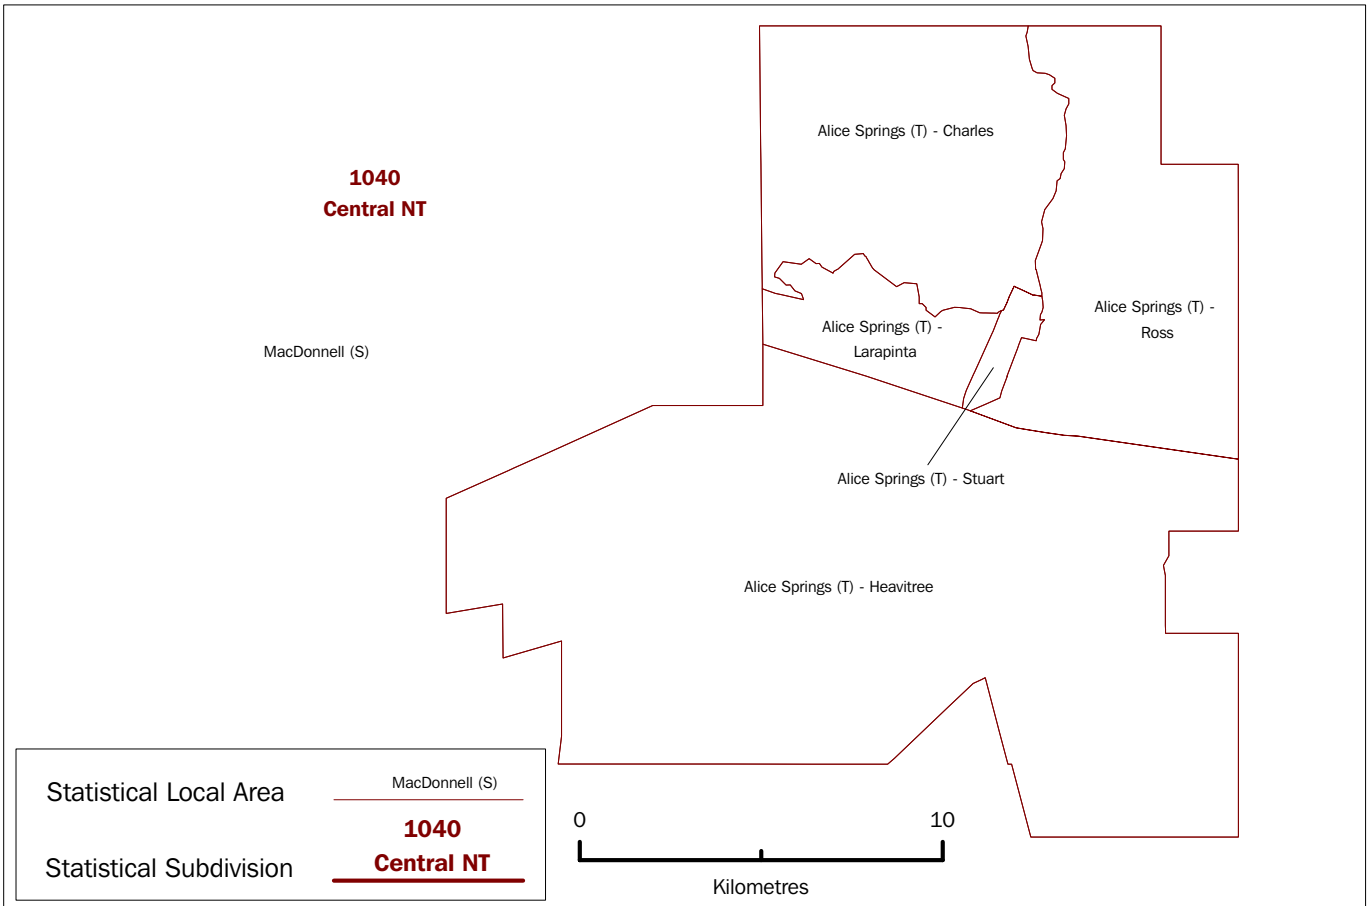 Alice Springs (T) - Charles
1040
Central NT
Alice Springs (T) -
Ross
Alice Springs (T) -
Larapinta
MacDonnell (S)
Alice Springs (T) - Stuart
Alice Springs (T) - Heavitree
Statistical Local Area
MacDonnell (S)
1040
Central NT
Statistical Subdivision
0
10
Kilometres